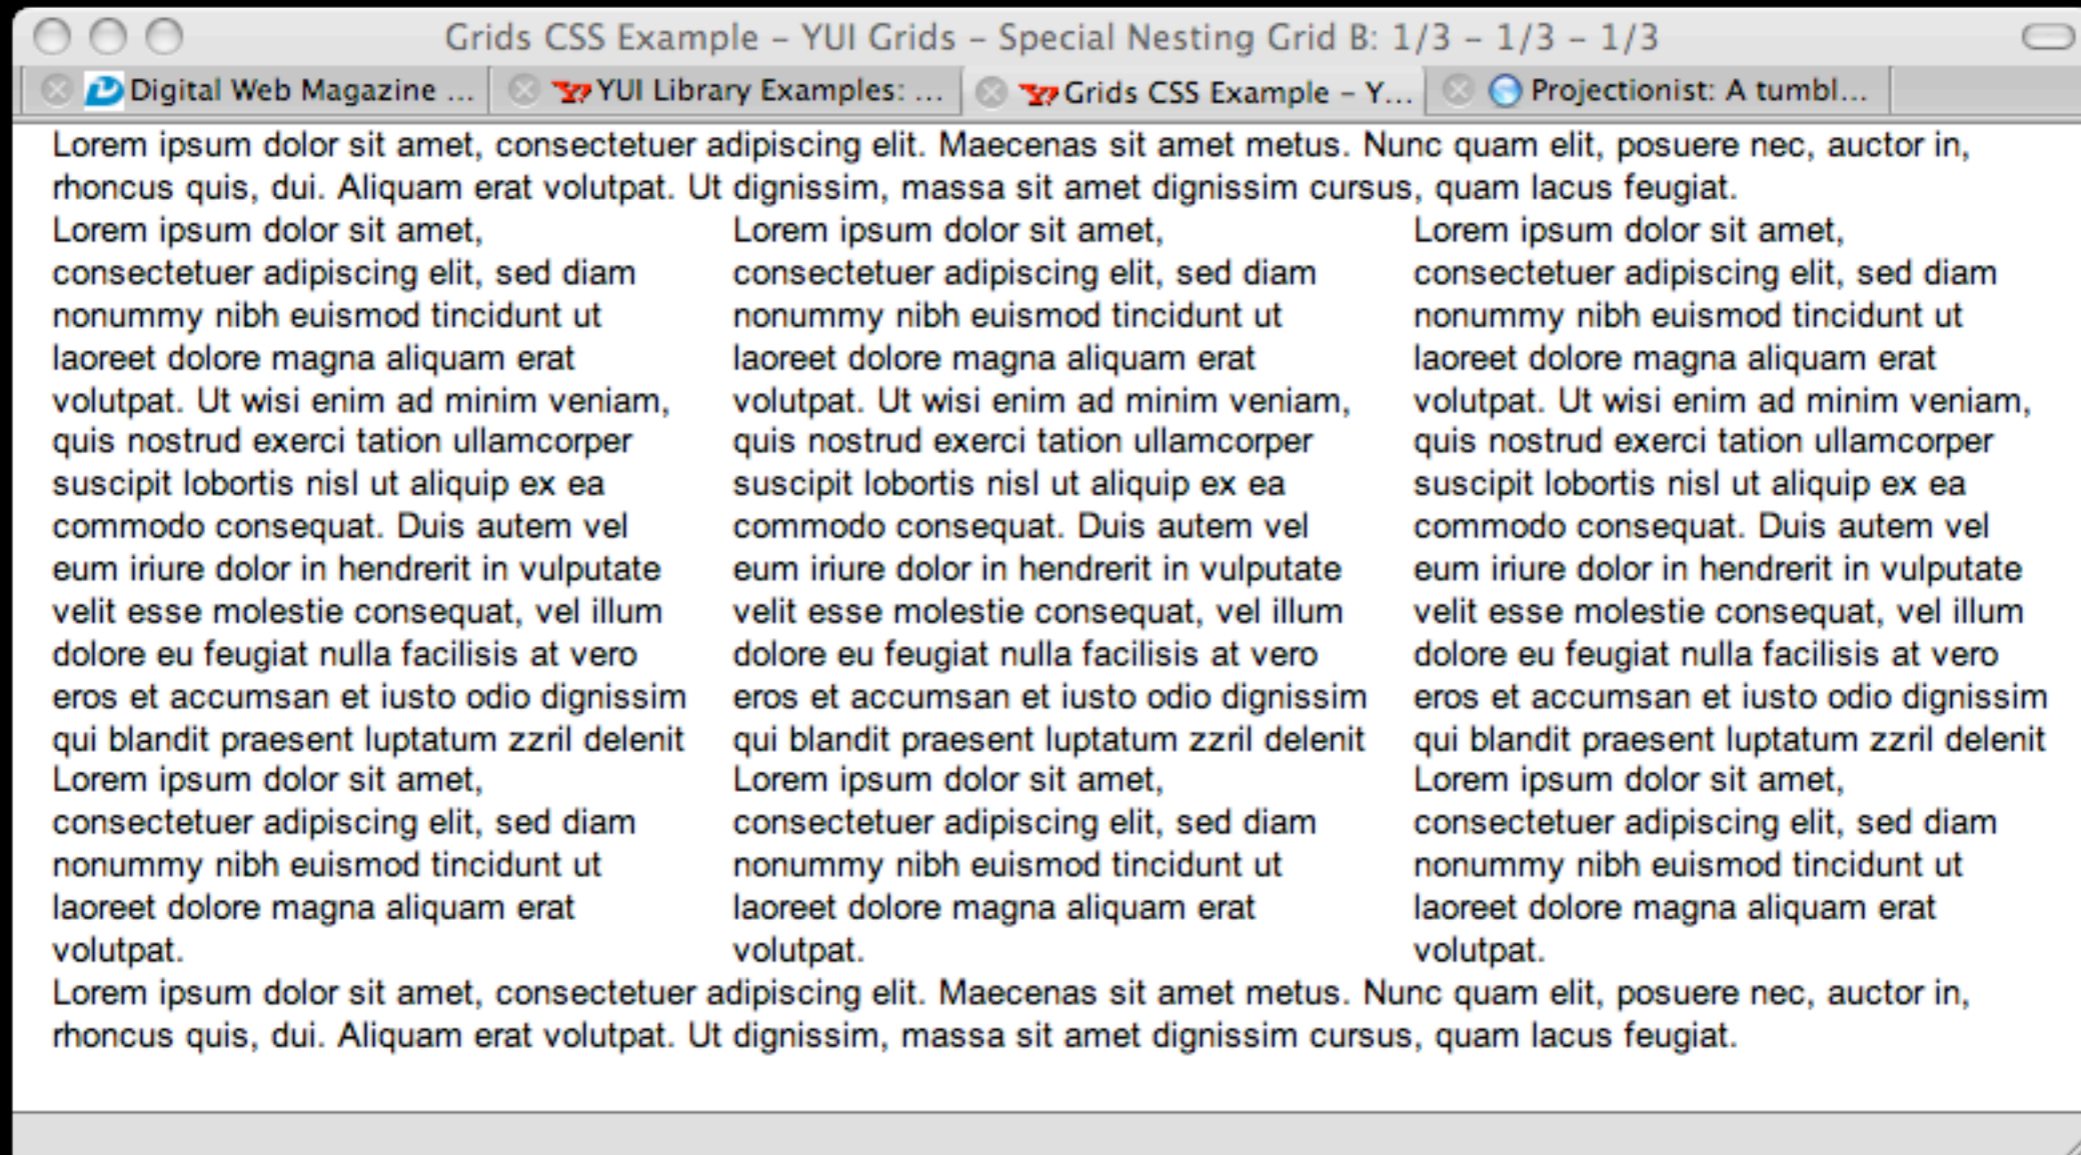 Grids CSS Example – YUI Grids – Special Nesting Grid B: 1/3 – 1/3 – 1/3
Digital Web Magazine ...
YUI Library Examples: ...
Grids CSS Example – Y...
Projectionist: A tumbl...
Lorem ipsum dolor sit amet, consectetuer adipiscing elit. Maecenas sit amet metus. Nunc quam elit, posuere nec, auctor in,
rhoncus quis, dui. Aliquam erat volutpat. Ut dignissim, massa sit amet dignissim cursus, quam lacus feugiat.
Lorem ipsum dolor sit amet,
consectetuer adipiscing elit, sed diam
nonummy nibh euismod tincidunt ut
laoreet dolore magna aliquam erat
volutpat. Ut wisi enim ad minim veniam,
quis nostrud exerci tation ullamcorper
suscipit lobortis nisl ut aliquip ex ea
commodo consequat. Duis autem vel
eum iriure dolor in hendrerit in vulputate
velit esse molestie consequat, vel illum
dolore eu feugiat nulla facilisis at vero
eros et accumsan et iusto odio dignissim
qui blandit praesent luptatum zzril delenit
Lorem ipsum dolor sit amet,
consectetuer adipiscing elit, sed diam
nonummy nibh euismod tincidunt ut
laoreet dolore magna aliquam erat
volutpat.
Lorem ipsum dolor sit amet,
consectetuer adipiscing elit, sed diam
nonummy nibh euismod tincidunt ut
laoreet dolore magna aliquam erat
volutpat. Ut wisi enim ad minim veniam,
quis nostrud exerci tation ullamcorper
suscipit lobortis nisl ut aliquip ex ea
commodo consequat. Duis autem vel
eum iriure dolor in hendrerit in vulputate
velit esse molestie consequat, vel illum
dolore eu feugiat nulla facilisis at vero
eros et accumsan et iusto odio dignissim
qui blandit praesent luptatum zzril delenit
Lorem ipsum dolor sit amet,
consectetuer adipiscing elit, sed diam
nonummy nibh euismod tincidunt ut
laoreet dolore magna aliquam erat
volutpat.
Lorem ipsum dolor sit amet,
consectetuer adipiscing elit, sed diam
nonummy nibh euismod tincidunt ut
laoreet dolore magna aliquam erat
volutpat. Ut wisi enim ad minim veniam,
quis nostrud exerci tation ullamcorper
suscipit lobortis nisl ut aliquip ex ea
commodo consequat. Duis autem vel
eum iriure dolor in hendrerit in vulputate
velit esse molestie consequat, vel illum
dolore eu feugiat nulla facilisis at vero
eros et accumsan et iusto odio dignissim
qui blandit praesent luptatum zzril delenit
Lorem ipsum dolor sit amet,
consectetuer adipiscing elit, sed diam
nonummy nibh euismod tincidunt ut
laoreet dolore magna aliquam erat
volutpat.
Lorem ipsum dolor sit amet, consectetuer adipiscing elit. Maecenas sit amet metus. Nunc quam elit, posuere nec, auctor in,
rhoncus quis, dui. Aliquam erat volutpat. Ut dignissim, massa sit amet dignissim cursus, quam lacus feugiat.